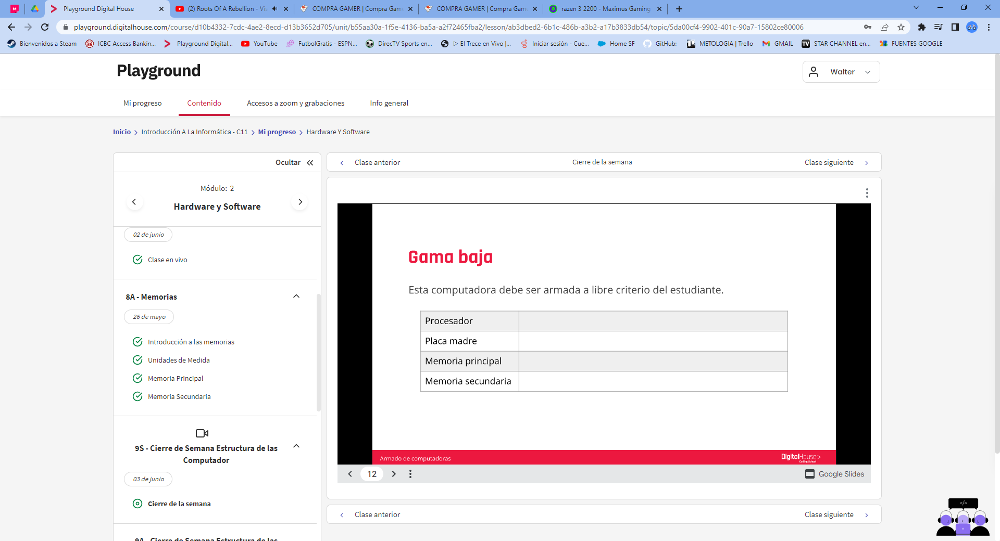 Playground Digital House
(2) Roots Of A Rebellion - Vis
COMPRA GAMER | Compra Gam
COMPRA GAMER | Compra Gam
razen 3 2200 - Maximus Gaming
playground.digitalhouse.com/course/d10b4332-7cdc-4ae2-8ecd-d13b3652d705/unit/b55aa30a-1f5e-4136-ba5a-a2f72465fba2/lesson/ab3dbed2-6b1c-486b-a3b2-a17b3833db54/topic/5da00cf4-9902-401c-90a7-15802ce80006
Bienvenidos a Steam
ICBC Access Bankin...
Playground Digital...
YouTube
FutbolGratis - ESPN...
DirecTV Sports en...
▷ El Trece en Vivo |...
Iniciar sesión - Cue...
Home SF
GitHub:
METOLOGIA | Trello
GMAIL
STAR CHANNEL en...
FUENTES GOOGLE
Playground
Walter
Mi progreso
Contenido
Accesos a zoom y grabaciones
Info general
Inicio > Introducción A La Informática - C11 > Mi progreso > Hardware Y Software
Ocultar «
Módulo: 2
Hardware y Software
02 de junio
Clase en vivo
8A - Memorias
26 de mayo
Introducción a las memorias
Unidades de Medida
Memoria Principal
Memoria Secundaria
9S - Cierre de Semana Estructura de las
Computador
03 de junio
Cierre de la semana
9A - Cierre de Semana Estructura de las
Clase anterior
Cierre de la semana
Clase siguiente
Gama baja
Esta computadora debe ser armada a libre criterio del estudiante.
Procesador
Placa madre
Memoria principal
Memoria secundaria
Armado de computadoras
DigitalHouse>
Coding School
12
Google Slides
Clase anterior
Clase siguiente
</>